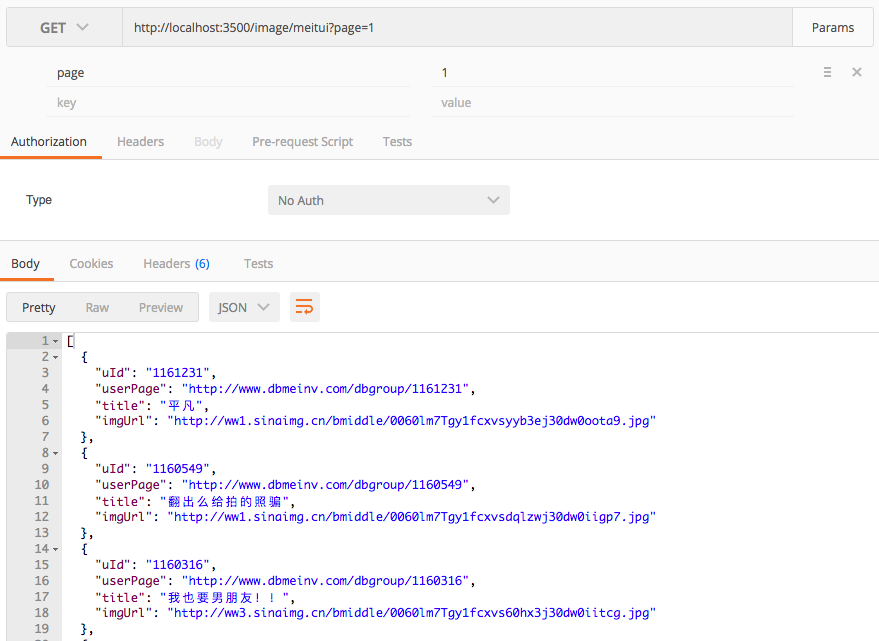 GET http://localhost:3500/image/meitui?page=1 Params
page 1
key value
Authorization Headers Body Pre-request Script Tests
Type No Auth
Body Cookies Headers (6) Tests
Pretty Raw Preview JSON
1 [
2 {
3 "uId": "1161231",
4 "userPage": "http://www.dbmeinv.com/dbgroup/1161231",
5 "title": "平凡",
6 "imgUrl": "http://ww1.sinaimg.cn/bmiddle/0060lm7Tgy1fcxvsyyb3ej30dw0oota9.jpg"
7 },
8 {
9 "uId": "1160549",
10 "userPage": "http://www.dbmeinv.com/dbgroup/1160549",
11 "title": "翻出么给拍的照骗",
12 "imgUrl": "http://ww1.sinaimg.cn/bmiddle/0060lm7Tgy1fcxvsdqlzwj30dw0iigp7.jpg"
13 },
14 {
15 "uId": "1160316",
16 "userPage": "http://www.dbmeinv.com/dbgroup/1160316",
17 "title": "我也要男朋友！！",
18 "imgUrl": "http://ww3.sinaimg.cn/bmiddle/0060lm7Tgy1fcxvs60hx3j30dw0iitcg.jpg"
19 },